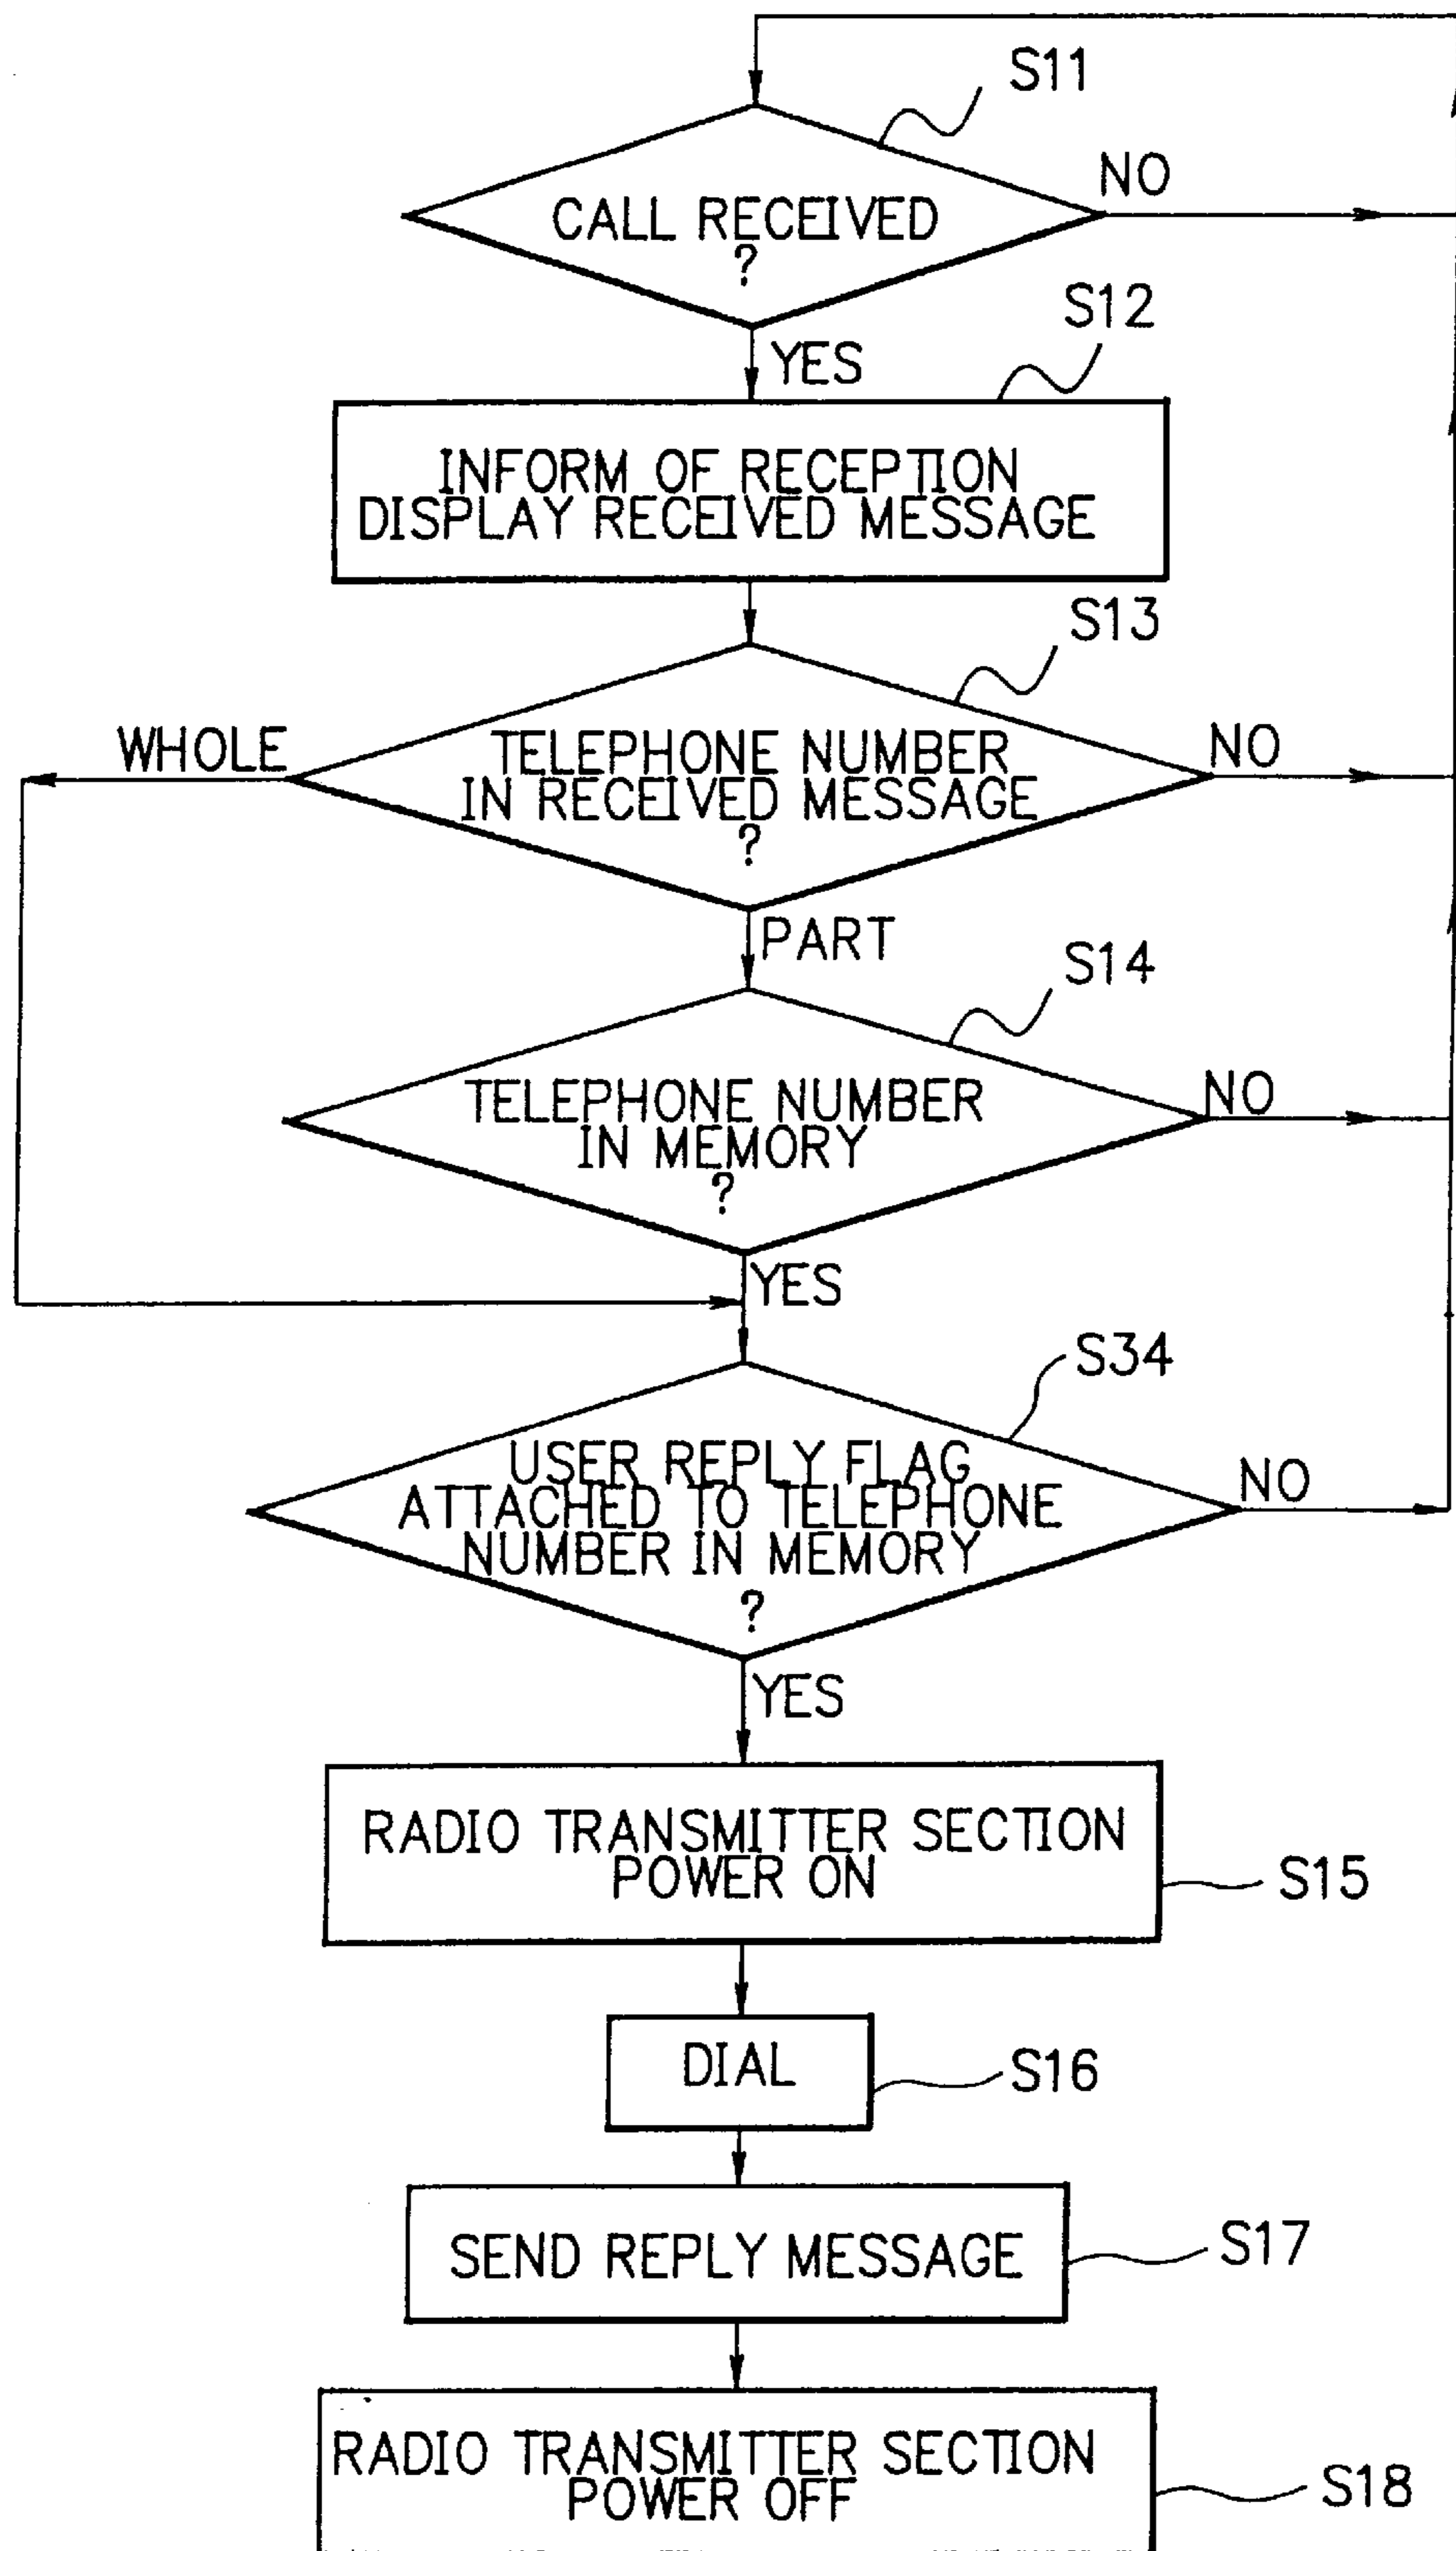 S11
CALL RECEIVED
?
NO
YES
S12
INFORM OF RECEPTION
DISPLAY RECEIVED MESSAGE
S13
WHOLE
TELEPHONE NUMBER
IN RECEIVED MESSAGE
?
NO
PART
S14
TELEPHONE NUMBER
IN MEMORY
?
NO
YES
S34
USER REPLY FLAG
ATTACHED TO TELEPHONE
NUMBER IN MEMORY
?
NO
YES
RADIO TRANSMITTER SECTION
POWER ON
S15
DIAL
S16
SEND REPLY MESSAGE
S17
RADIO TRANSMITTER SECTION
POWER OFF
S18